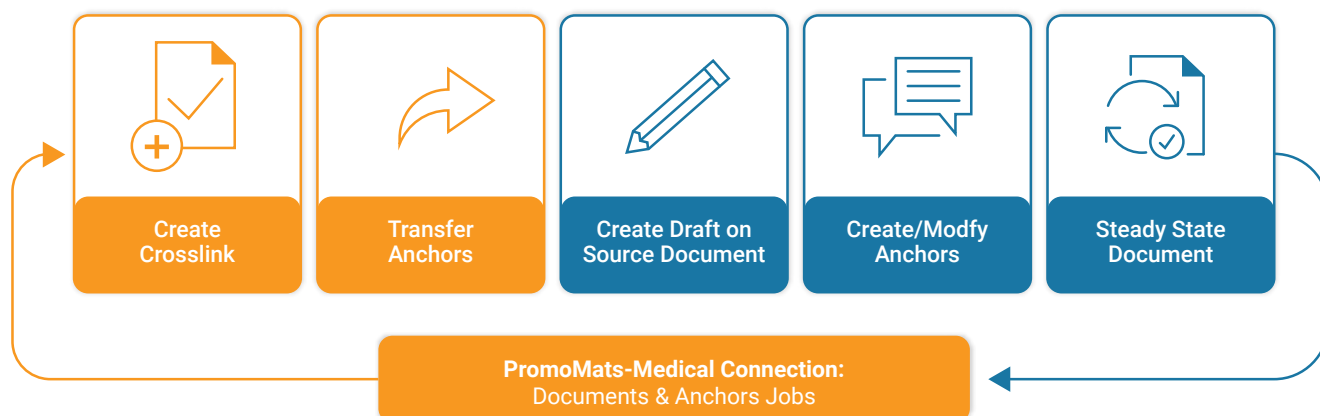 Create
Crosslink
Transfer
Anchors
Create Draft on
Source Document
Create/Modfy
Anchors
Steady State
Document
PromoMats-Medical Connection:
Documents & Anchors Jobs